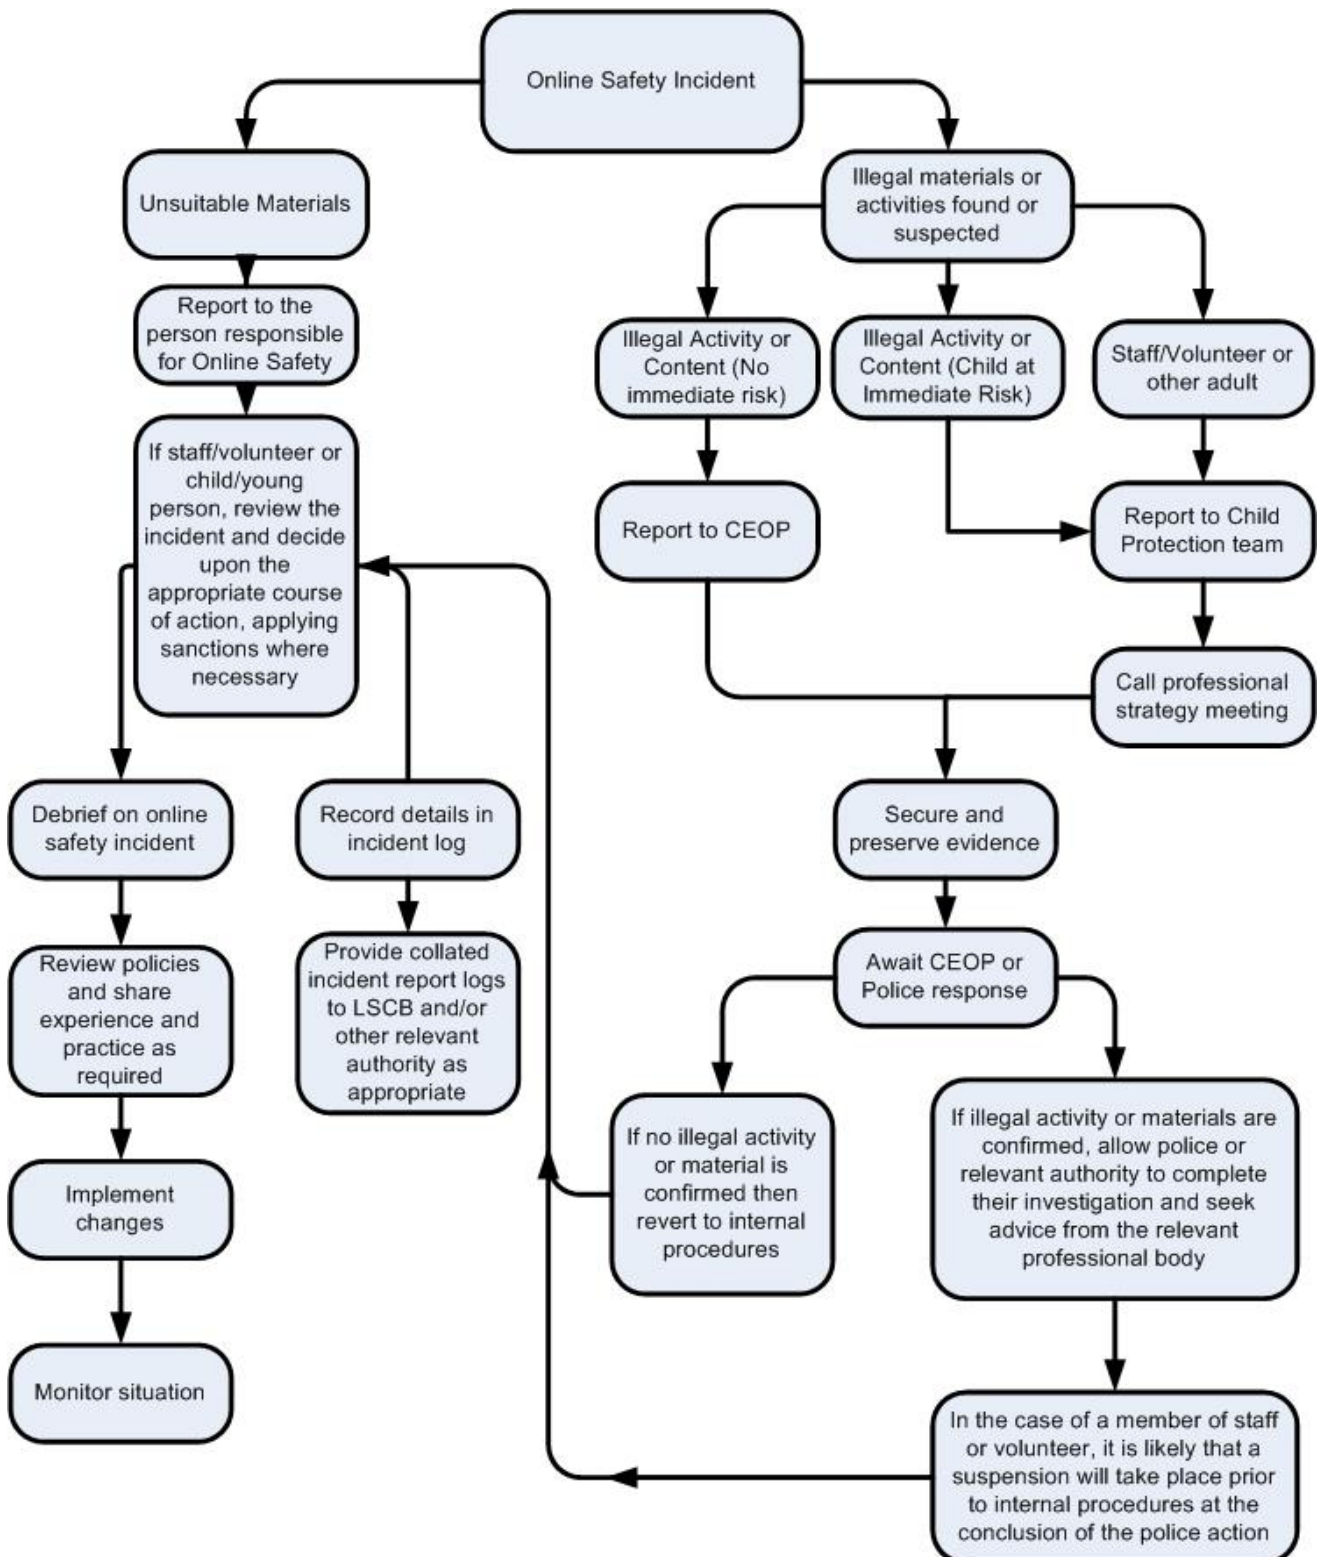 Online Safety Incident
Unsuitable Materials
Report to the
person responsible
for Online Safety
If staff/volunteer or
child/young
person, review the
incident and decide
upon the
appropriate course
of action, applying
sanctions where
necessary
Debrief on online
safety incident
Review policies
and share
experience and
practice as
required
Implement
changes
Monitor situation
Record details in
incident log
Provide collated
incident report logs
to LSCB and/or
other relevant
authority as
appropriate
Illegal materials or
activities found or
suspected
Illegal Activity or
Content (No
immediate risk)
Illegal Activity or
Content (Child at
Immediate Risk)
Staff/Volunteer or
other adult
Report to CEOP
Report to Child
Protection team
Call professional
strategy meeting
Secure and
preserve evidence
Await CEOP or
Police response
If no illegal activity
or material is
confirmed then
revert to internal
procedures
If illegal activity or materials are
confirmed, allow police or
relevant authority to complete
their investigation and seek
advice from the relevant
professional body
In the case of a member of staff
or volunteer, it is likely that a
suspension will take place prior
to internal procedures at the
conclusion of the police action